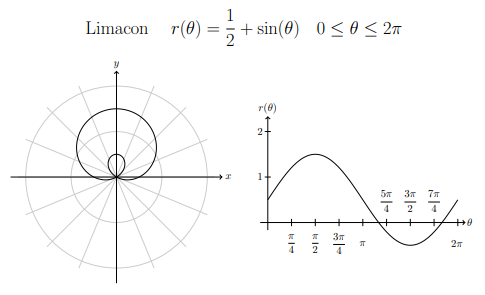 Limacon r(θ) = 1/2 + sin(θ) 0 ≤ θ ≤ 2π
y
x
r(θ)
2
1
5π/4 3π/2 7π/4
θ
π/4 π/2 3π/4 π 2π